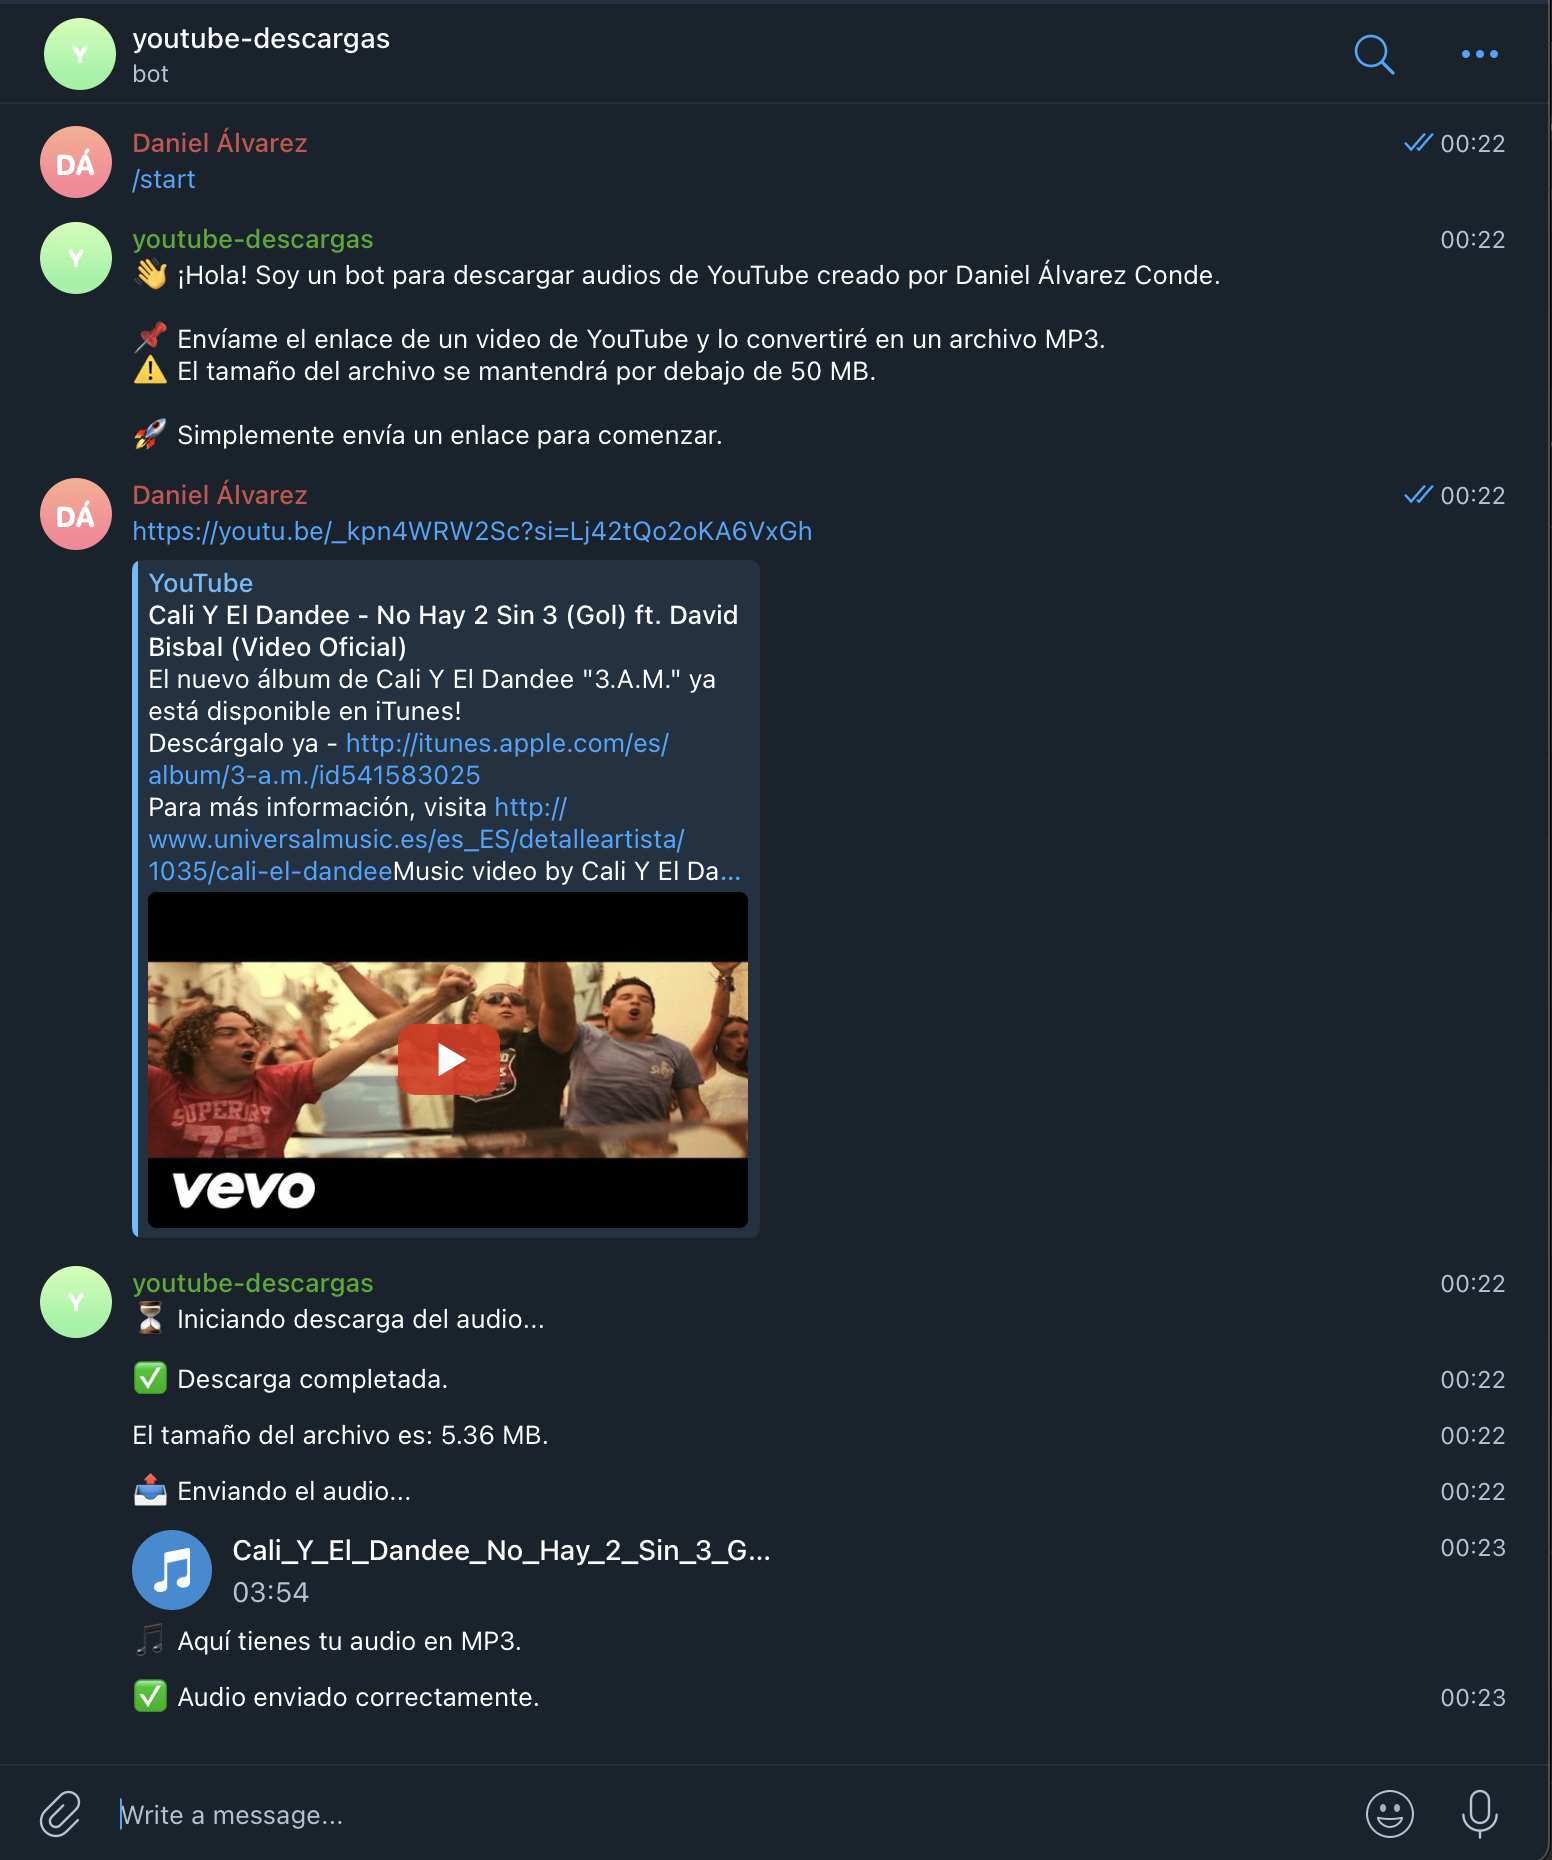 Y
youtube-descargas
bot
DÁ
Daniel Álvarez
00:22
/start
Y
youtube-descargas
00:22
👋 ¡Hola! Soy un bot para descargar audios de YouTube creado por Daniel Álvarez Conde.
📌 Envíame el enlace de un video de YouTube y lo convertiré en un archivo MP3.
⚠️ El tamaño del archivo se mantendrá por debajo de 50 MB.
🚀 Simplemente envía un enlace para comenzar.
DÁ
Daniel Álvarez
00:22
https://youtu.be/_kpn4WRW2Sc?si=Lj42tQo2oKA6VxGh
YouTube
Cali Y El Dandee - No Hay 2 Sin 3 (Gol) ft. David
Bisbal (Video Oficial)
El nuevo álbum de Cali Y El Dandee "3.A.M." ya
está disponible en iTunes!
Descárgalo ya - http://itunes.apple.com/es/
album/3-a.m./id541583025
Para más información, visita http://
www.universalmusic.es/es_ES/detalleartista/
1035/cali-el-dandeeMusic video by Cali Y El Da...
SUPERDRY
72
vevo
Y
youtube-descargas
00:22
⏳ Iniciando descarga del audio...
✅ Descarga completada.
00:22
El tamaño del archivo es: 5.36 MB.
00:22
📤 Enviando el audio...
00:22
Cali_Y_El_Dandee_No_Hay_2_Sin_3_G...
00:23
03:54
🎵 Aquí tienes tu audio en MP3.
✅ Audio enviado correctamente.
00:23
Write a message...